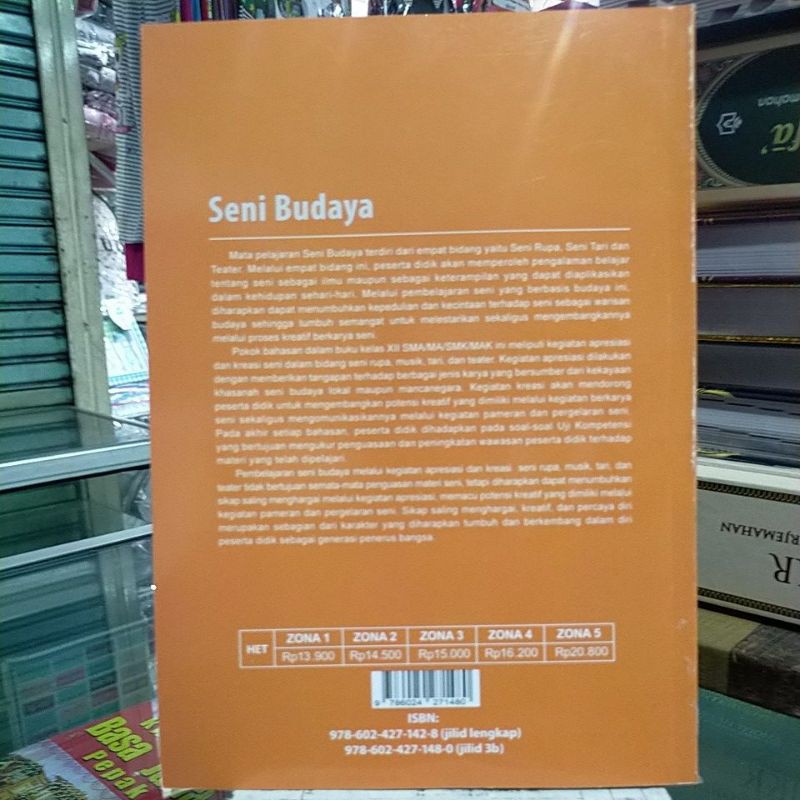 Seni Budaya
Mata pelajaran Seni Budaya terdiri dari empat bidang yaitu Seni Rupa, Seni Tari dan
Teater. Melalui empat bidang ini, peserta didik akan memperoleh pengalaman belajar
tentang seni sebagai ilmu maupun sebagai keterampilan yang dapat diaplikasikan
dalam kehidupan sehari-hari. Melalui pembelajaran seni yang berbasis budaya ini,
diharapkan dapat menumbuhkan kepedulian dan kecintaan terhadap seni sebagai warisan
budaya sehingga tumbuh semangat untuk melestarikan sekaligus mengembangkannya
melalui proses kreatif berkarya seni.
Pokok bahasan dalam buku kelas XII SMA/MA/SMK/MAK ini meliputi kegiatan apresiasi
dan kreasi seni dalam bidang seni rupa, musik, tari, dan teater. Kegiatan apresiasi dilakukan
dengan memberikan tangapan terhadap berbagai jenis karya yang bersumber dari kekayaan
khasanah seni budaya lokal maupun mancanegara. Kegiatan kreasi akan mendorong
peserta didik untuk mengembangkan potensi kreatif yang dimiliki melalui kegiatan berkarya
seni sekaligus mengomunikasikannya melalui kegiatan pameran dan pergelaran seni.
Pada akhir setiap bahasan, peserta didik dihadapkan pada soal-soal Uji Kompetensi
yang bertujuan mengukur penguasaan dan peningkatan wawasan peserta didik terhadap
materi yang telah dipelajari.
Pembelajaran seni budaya melalui kegiatan apresiasi dan kreasi seni rupa, musik, tari, dan
teater tidak bertujuan semata-mata penguasan materi seni, tetapi diharapkan dapat menumbuhkan
sikap saling menghargai melalui kegiatan apresiasi, memacu potensi kreatif yang dimiliki melalui
kegiatan pameran dan pergelaran seni. Sikap saling menghargai, kreatif, dan percaya diri
merupakan sebagian dari karakter yang diharapkan tumbuh dan berkembang dalam diri
peserta didik sebagai generasi penerus bangsa.
HET ZONA 1 ZONA 2 ZONA 3 ZONA 4 ZONA 5
Rp13.900 Rp14.500 Rp15.000 Rp16.200 Rp20.800
9 786024 271480
ISBN:
978-602-427-142-8 (jilid lengkap)
978-602-427-148-0 (jilid 3b)
Basa
Pepak